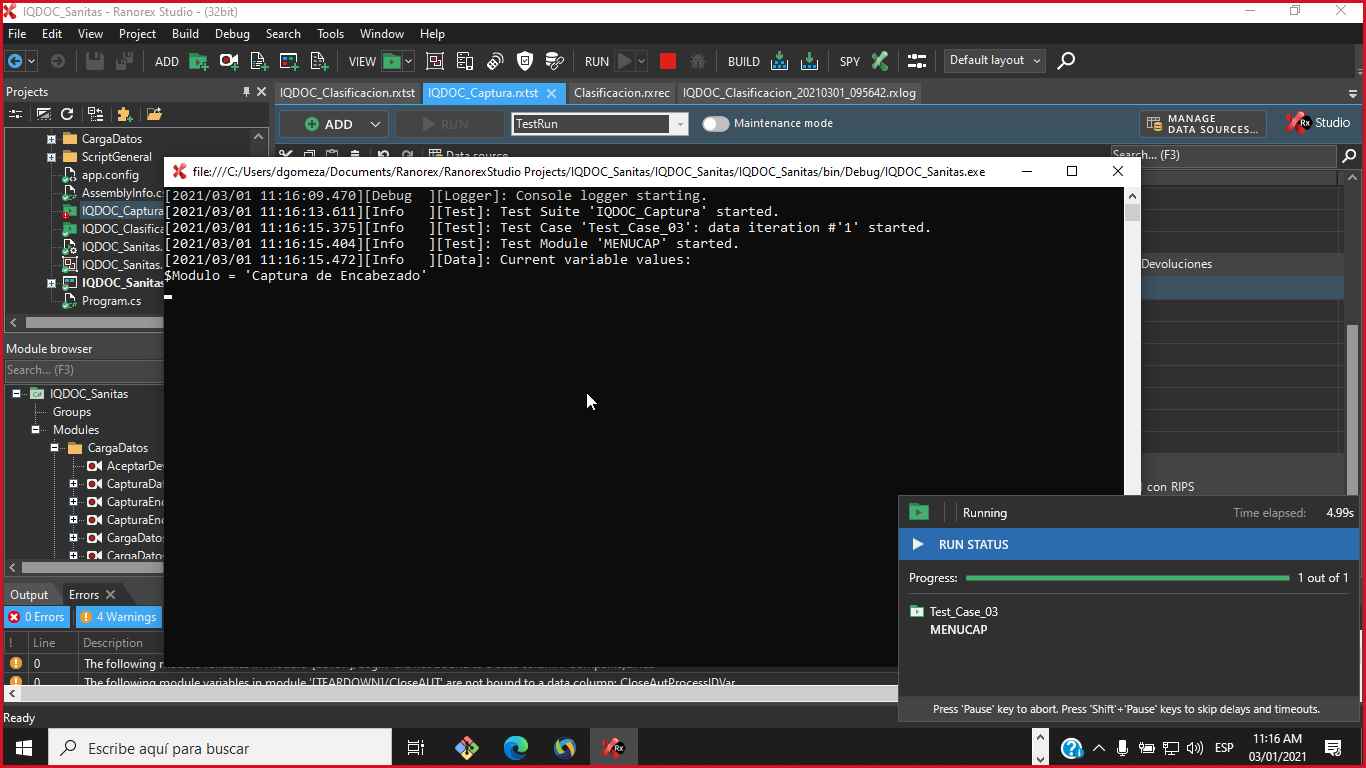 IQDOC_Sanitas - Ranorex Studio - (32bit)
File Edit View Project Build Debug Search Tools Window Help
ADD VIEW RUN BUILD SPY Default layout
Projects
IQDOC_Clasificacion.rxtst IQDOC_Captura.rxtst Clasificacion.rxrec IQDOC_Clasificacion_20210301_095642.rxlog
ADD RUN TestRun Maintenance mode MANAGE DATA SOURCES... Rx Studio
Data source
Search... (F3)
CargaDatos
ScriptGeneral
app.config
AssemblyInfo.c
IQDOC_Captura
IQDOC_Clasifica
IQDOC_Sanitas.
IQDOC_Sanitas.
IQDOC_Sanitas
Program.cs
file:///C:/Users/dgomeza/Documents/Ranorex/RanorexStudio Projects/IQDOC_Sanitas/IQDOC_Sanitas/IQDOC_Sanitas/bin/Debug/IQDOC_Sanitas.exe
[2021/03/01 11:16:09.470][Debug  ][Logger]: Console logger starting.
[2021/03/01 11:16:13.611][Info   ][Test]: Test Suite 'IQDOC_Captura' started.
[2021/03/01 11:16:15.375][Info   ][Test]: Test Case 'Test_Case_03': data iteration #'1' started.
[2021/03/01 11:16:15.404][Info   ][Test]: Test Module 'MENUCAP' started.
[2021/03/01 11:16:15.472][Info   ][Data]: Current variable values:
$Modulo = 'Captura de Encabezado'
Devoluciones
con RIPS
Module browser
Search... (F3)
IQDOC_Sanitas
Groups
Modules
CargaDatos
AceptarDe
CapturaDa
CapturaEn
CapturaEn
CargaDato
CargaDato
Running Time elapsed: 4.99s
RUN STATUS
Progress: 1 out of 1
Test_Case_03
MENUCAP
Press 'Pause' key to abort. Press 'Shift'+'Pause' keys to skip delays and timeouts.
Output Errors
0 Errors 4 Warnings
! Line Description
0 The following
0 The following module variables in module '[TEARDOWN]/CloseAUT' are not bound to a data column: CloseAutProcessIDVar
Ready
Escribe aquí para buscar
Rx
ESP
11:16 AM
03/01/2021